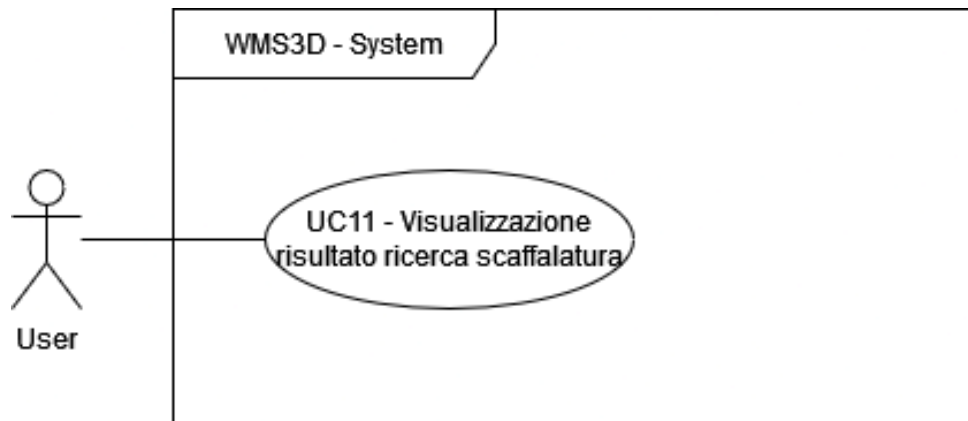 WMS3D - System
UC11 - Visualizzazione
risultato ricerca scaffalatura
User